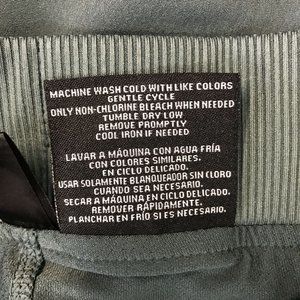 MACHINE WASH COLD WITH LIKE COLORS
GENTLE CYCLE
ONLY NON-CHLORINE BLEACH WHEN NEEDED
TUMBLE DRY LOW
REMOVE PROMPTLY
COOL IRON IF NEEDED
LAVAR A MÁQUINA CON AGUA FRÍA
CON COLORES SIMILARES.
EN CICLO DELICADO.
USAR SOLAMENTE BLANQUEADOR SIN CLORO
CUANDO SEA NECESARIO.
SECAR A MÁQUINA EN CICLO DELICADO.
REMOVER RÁPIDAMENTE.
PLANCHAR EN FRÍO SI ES NECESARIO.